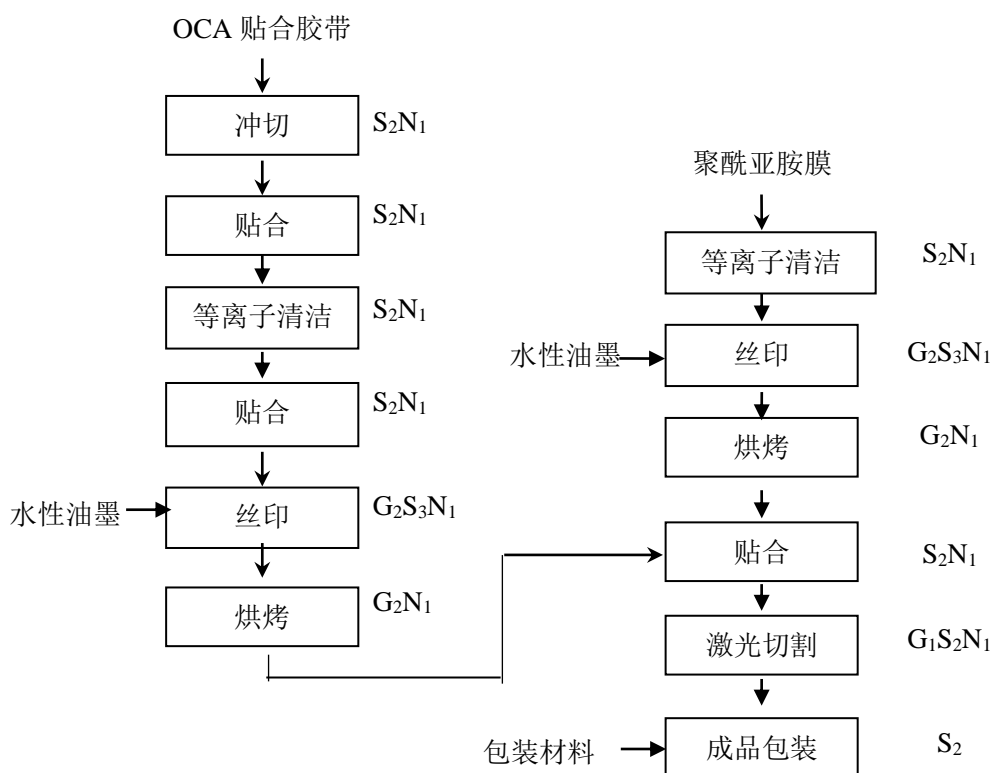 OCA 贴合胶带
冲切
S₂N₁
贴合
S₂N₁
等离子清洁
S₂N₁
贴合
S₂N₁
水性油墨
丝印
G₂S₃N₁
烘烤
G₂N₁
聚酰亚胺膜
等离子清洁
S₂N₁
水性油墨
丝印
G₂S₃N₁
烘烤
G₂N₁
贴合
S₂N₁
激光切割
G₁S₂N₁
包装材料
成品包装
S₂